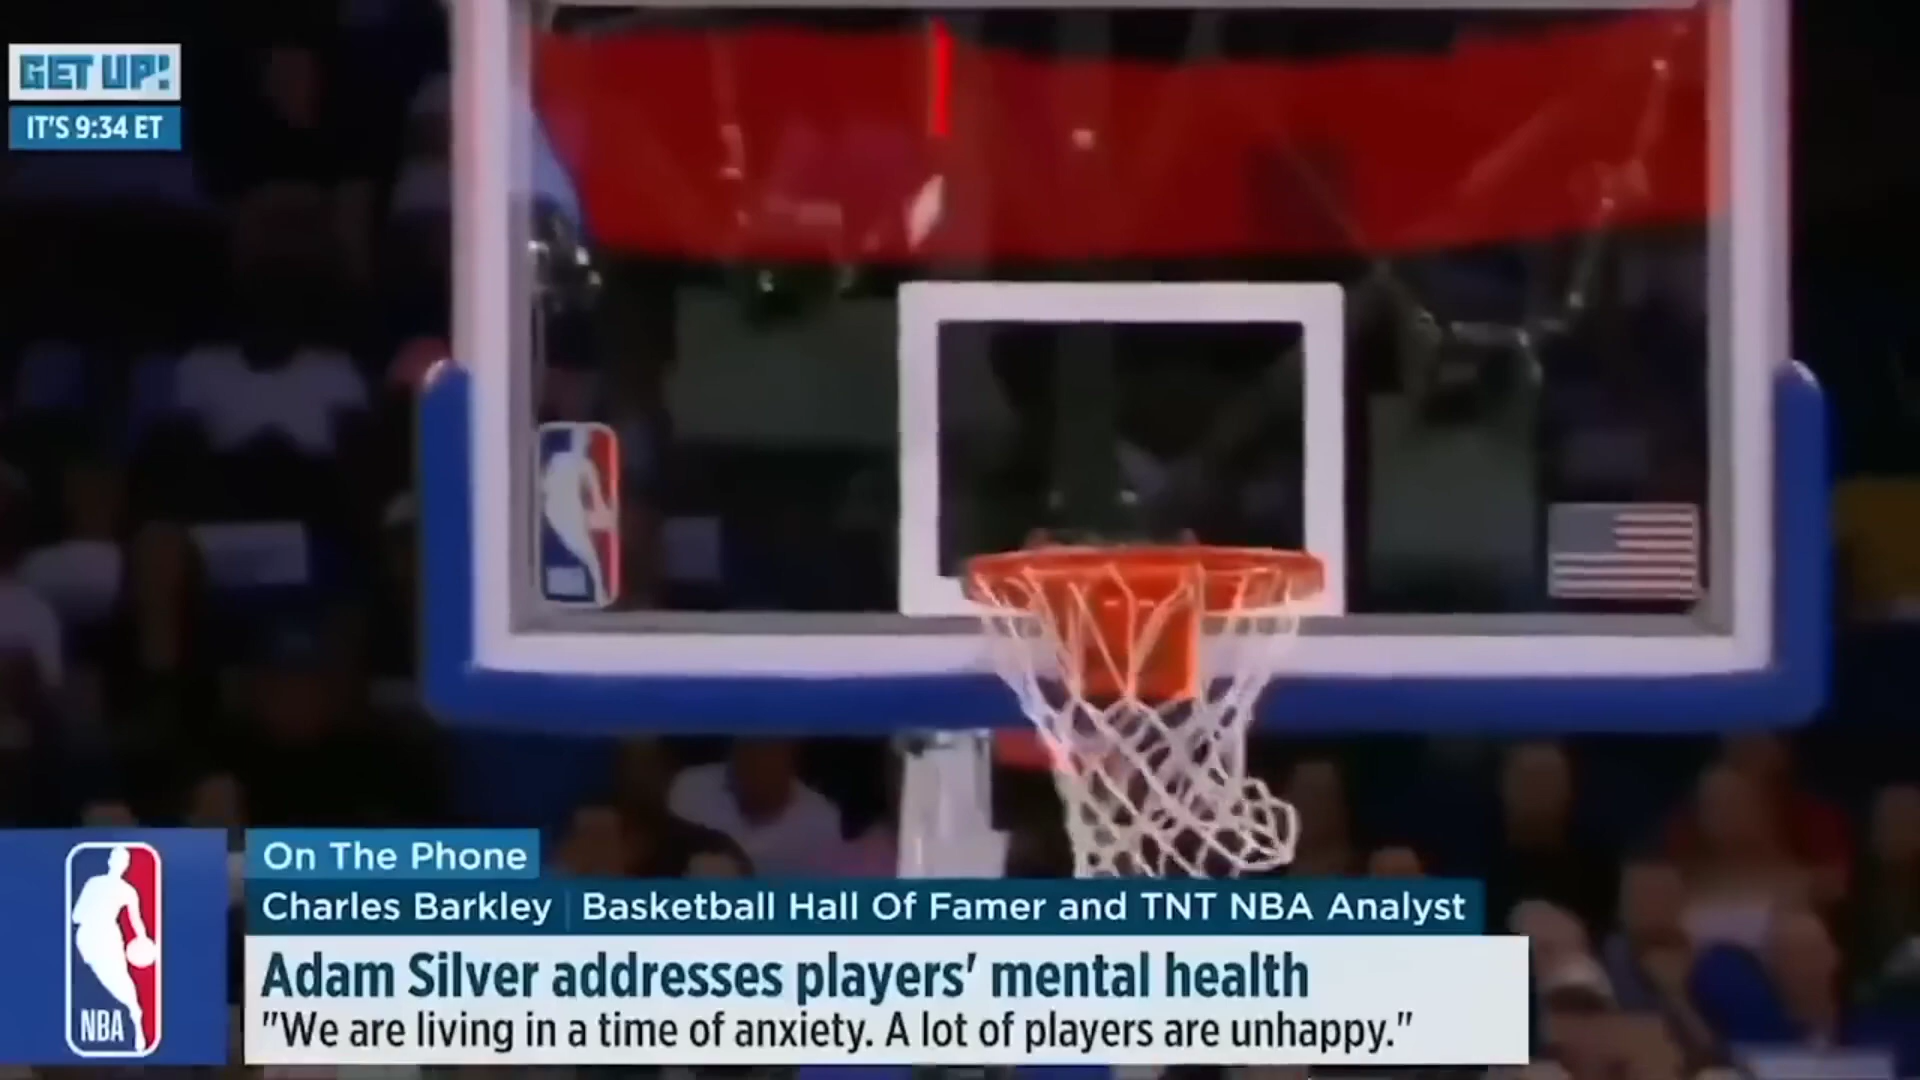 GET UP!
IT'S 9:34 ET
On The Phone
Charles Barkley | Basketball Hall Of Famer and TNT NBA Analyst
Adam Silver addresses players' mental health
"We are living in a time of anxiety. A lot of players are unhappy."
NBA